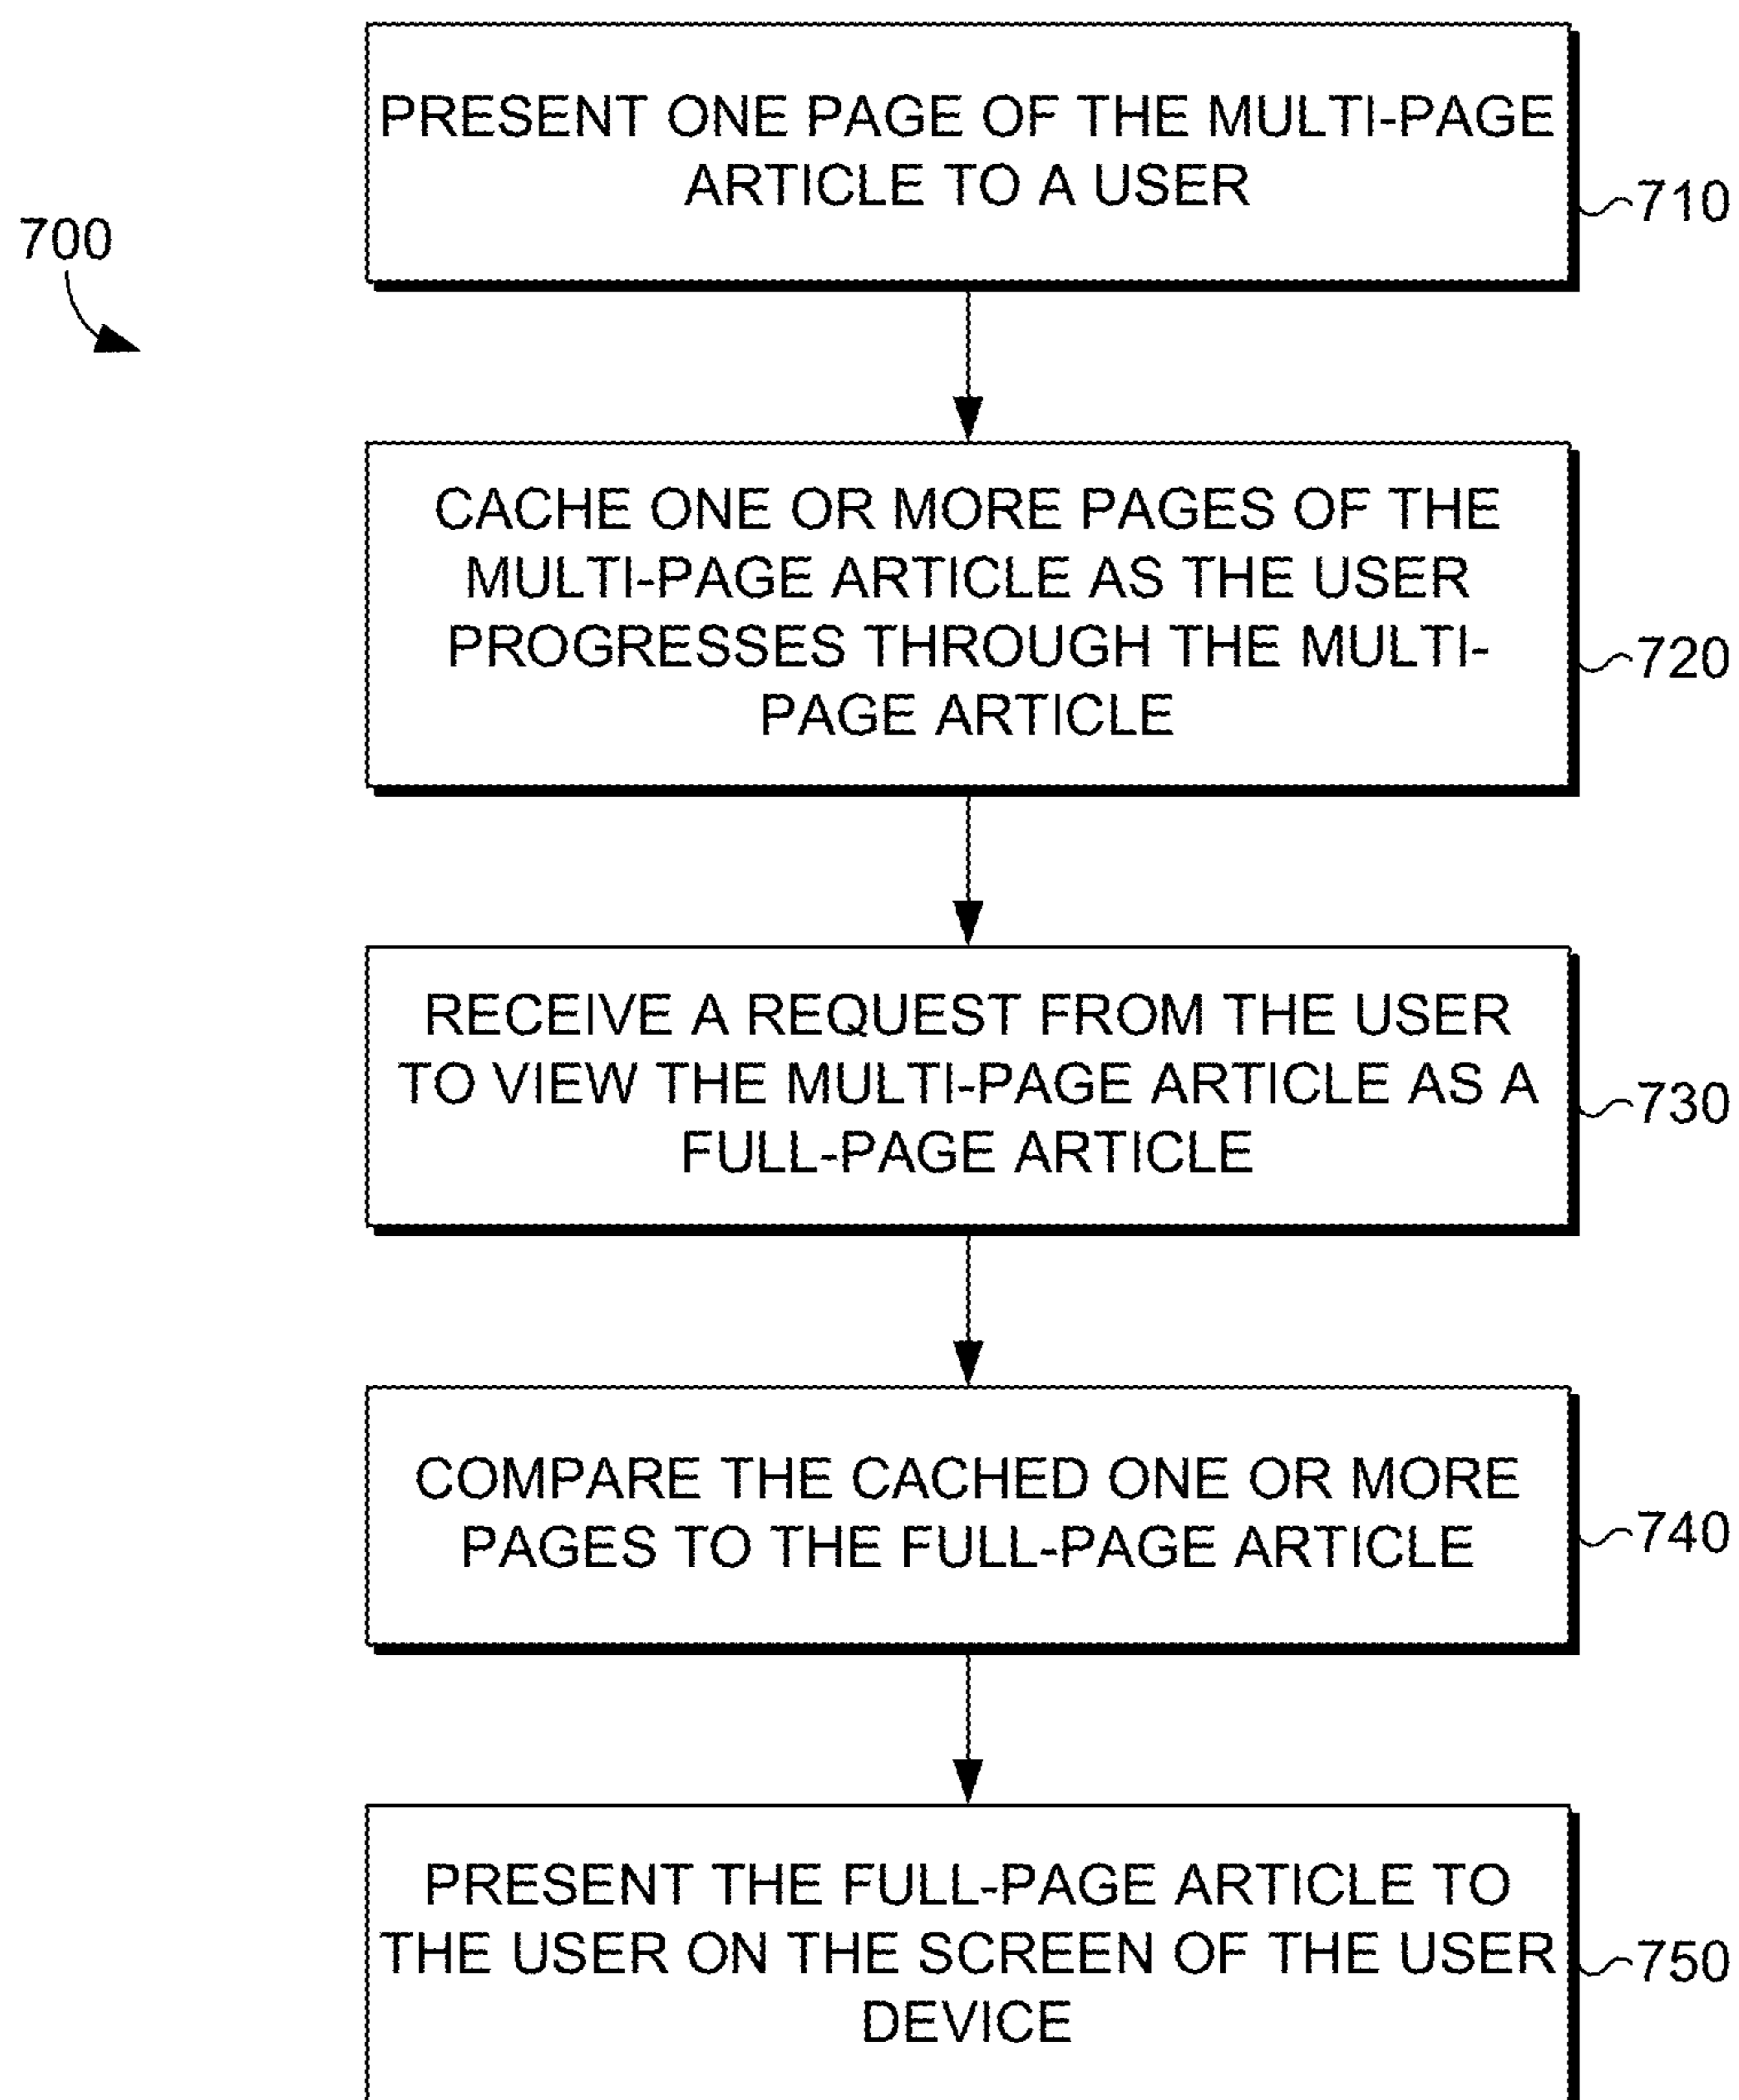 PRESENT ONE PAGE OF THE MULTI-PAGE
ARTICLE TO A USER
710
700
CACHE ONE OR MORE PAGES OF THE
MULTI-PAGE ARTICLE AS THE USER
PROGRESSES THROUGH THE MULTI-
PAGE ARTICLE
720
RECEIVE A REQUEST FROM THE USER
TO VIEW THE MULTI-PAGE ARTICLE AS A
FULL-PAGE ARTICLE
730
COMPARE THE CACHED ONE OR MORE
PAGES TO THE FULL-PAGE ARTICLE
740
PRESENT THE FULL-PAGE ARTICLE TO
THE USER ON THE SCREEN OF THE USER
DEVICE
750